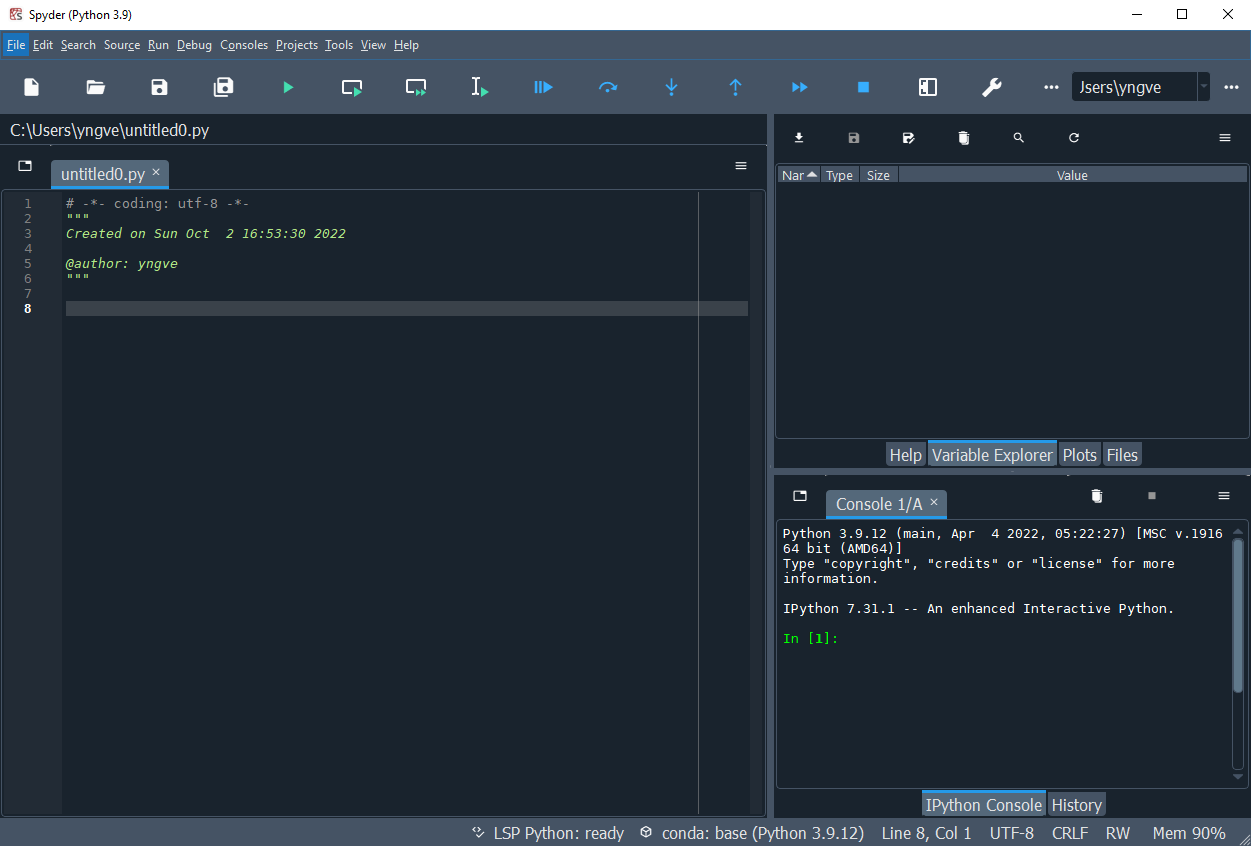 Spyder (Python 3.9)
File Edit Search Source Run Debug Consoles Projects Tools View Help
Jsers\yngve
C:\Users\yngve\untitled0.py
untitled0.py
1 # -*- coding: utf-8 -*-
2 """
3 Created on Sun Oct  2 16:53:30 2022
4
5 @author: yngve
6 """
7
8
Nar Type Size Value
Help Variable Explorer Plots Files
Console 1/A
Python 3.9.12 (main, Apr  4 2022, 05:22:27) [MSC v.1916
64 bit (AMD64)]
Type "copyright", "credits" or "license" for more
information.
IPython 7.31.1 -- An enhanced Interactive Python.
In [1]:
IPython Console History
LSP Python: ready conda: base (Python 3.9.12) Line 8, Col 1 UTF-8 CRLF RW Mem 90%